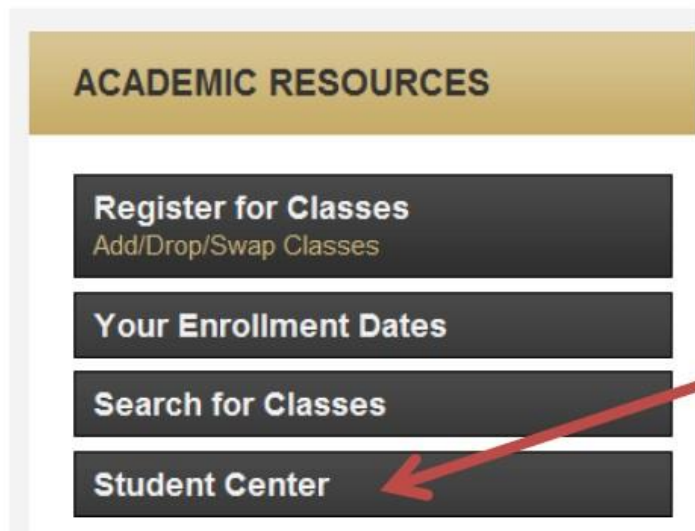 ACADEMIC RESOURCES
Register for Classes
Add/Drop/Swap Classes
Your Enrollment Dates
Search for Classes
Student Center